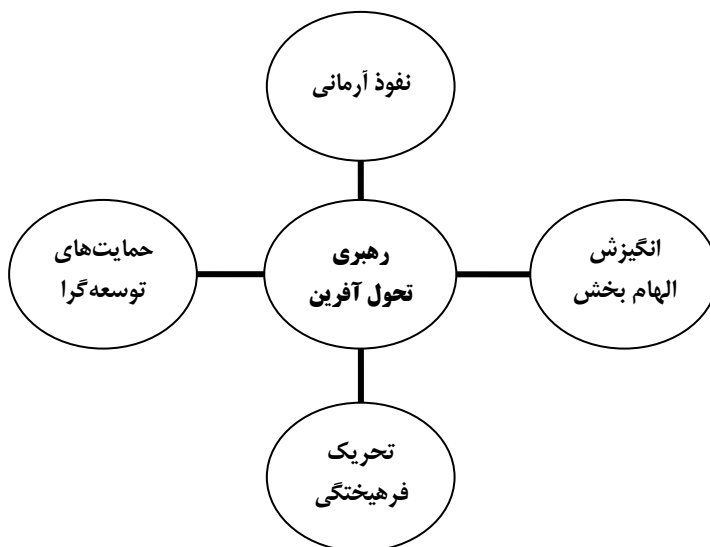 نفوذ آرمانی
انگیزش
الهام بخش
رهبری
تحول آفرین
حمایت‌های
توسعه‌گرا
تحریک
فرهیختگی